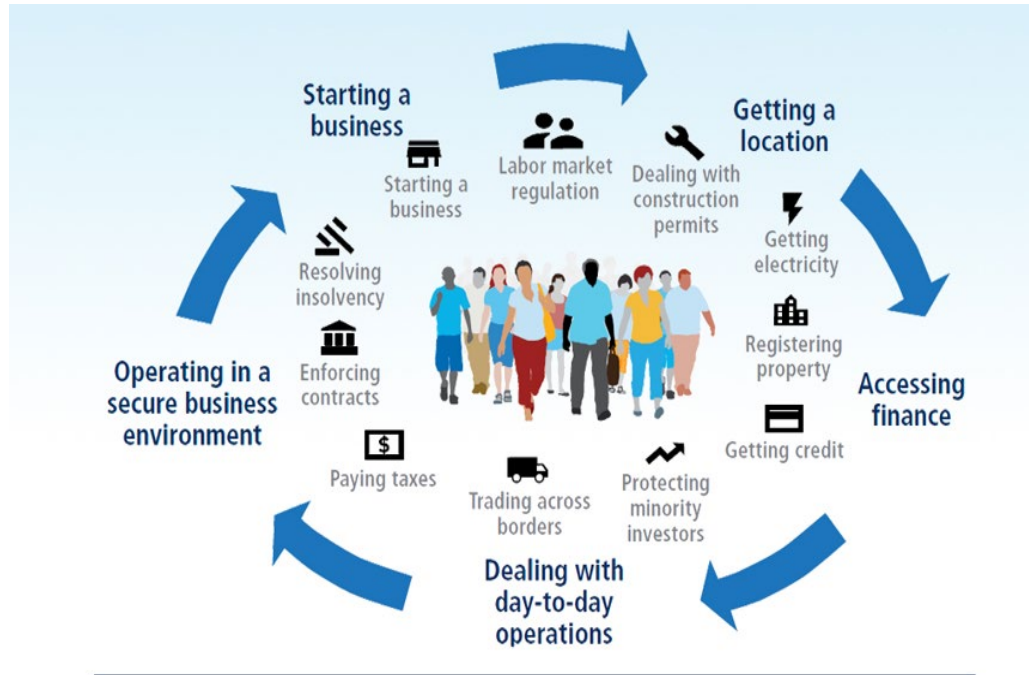 Starting a
business
Getting a
location
Starting a
business
Labor market
regulation
Dealing with
construction
permits
Getting
electricity
Registering
property
Accessing
finance
Getting credit
Protecting
minority
investors
Trading across
borders
Dealing with
day-to-day
operations
Paying taxes
Enforcing
contracts
Resolving
insolvency
Operating in a
secure business
environment
$